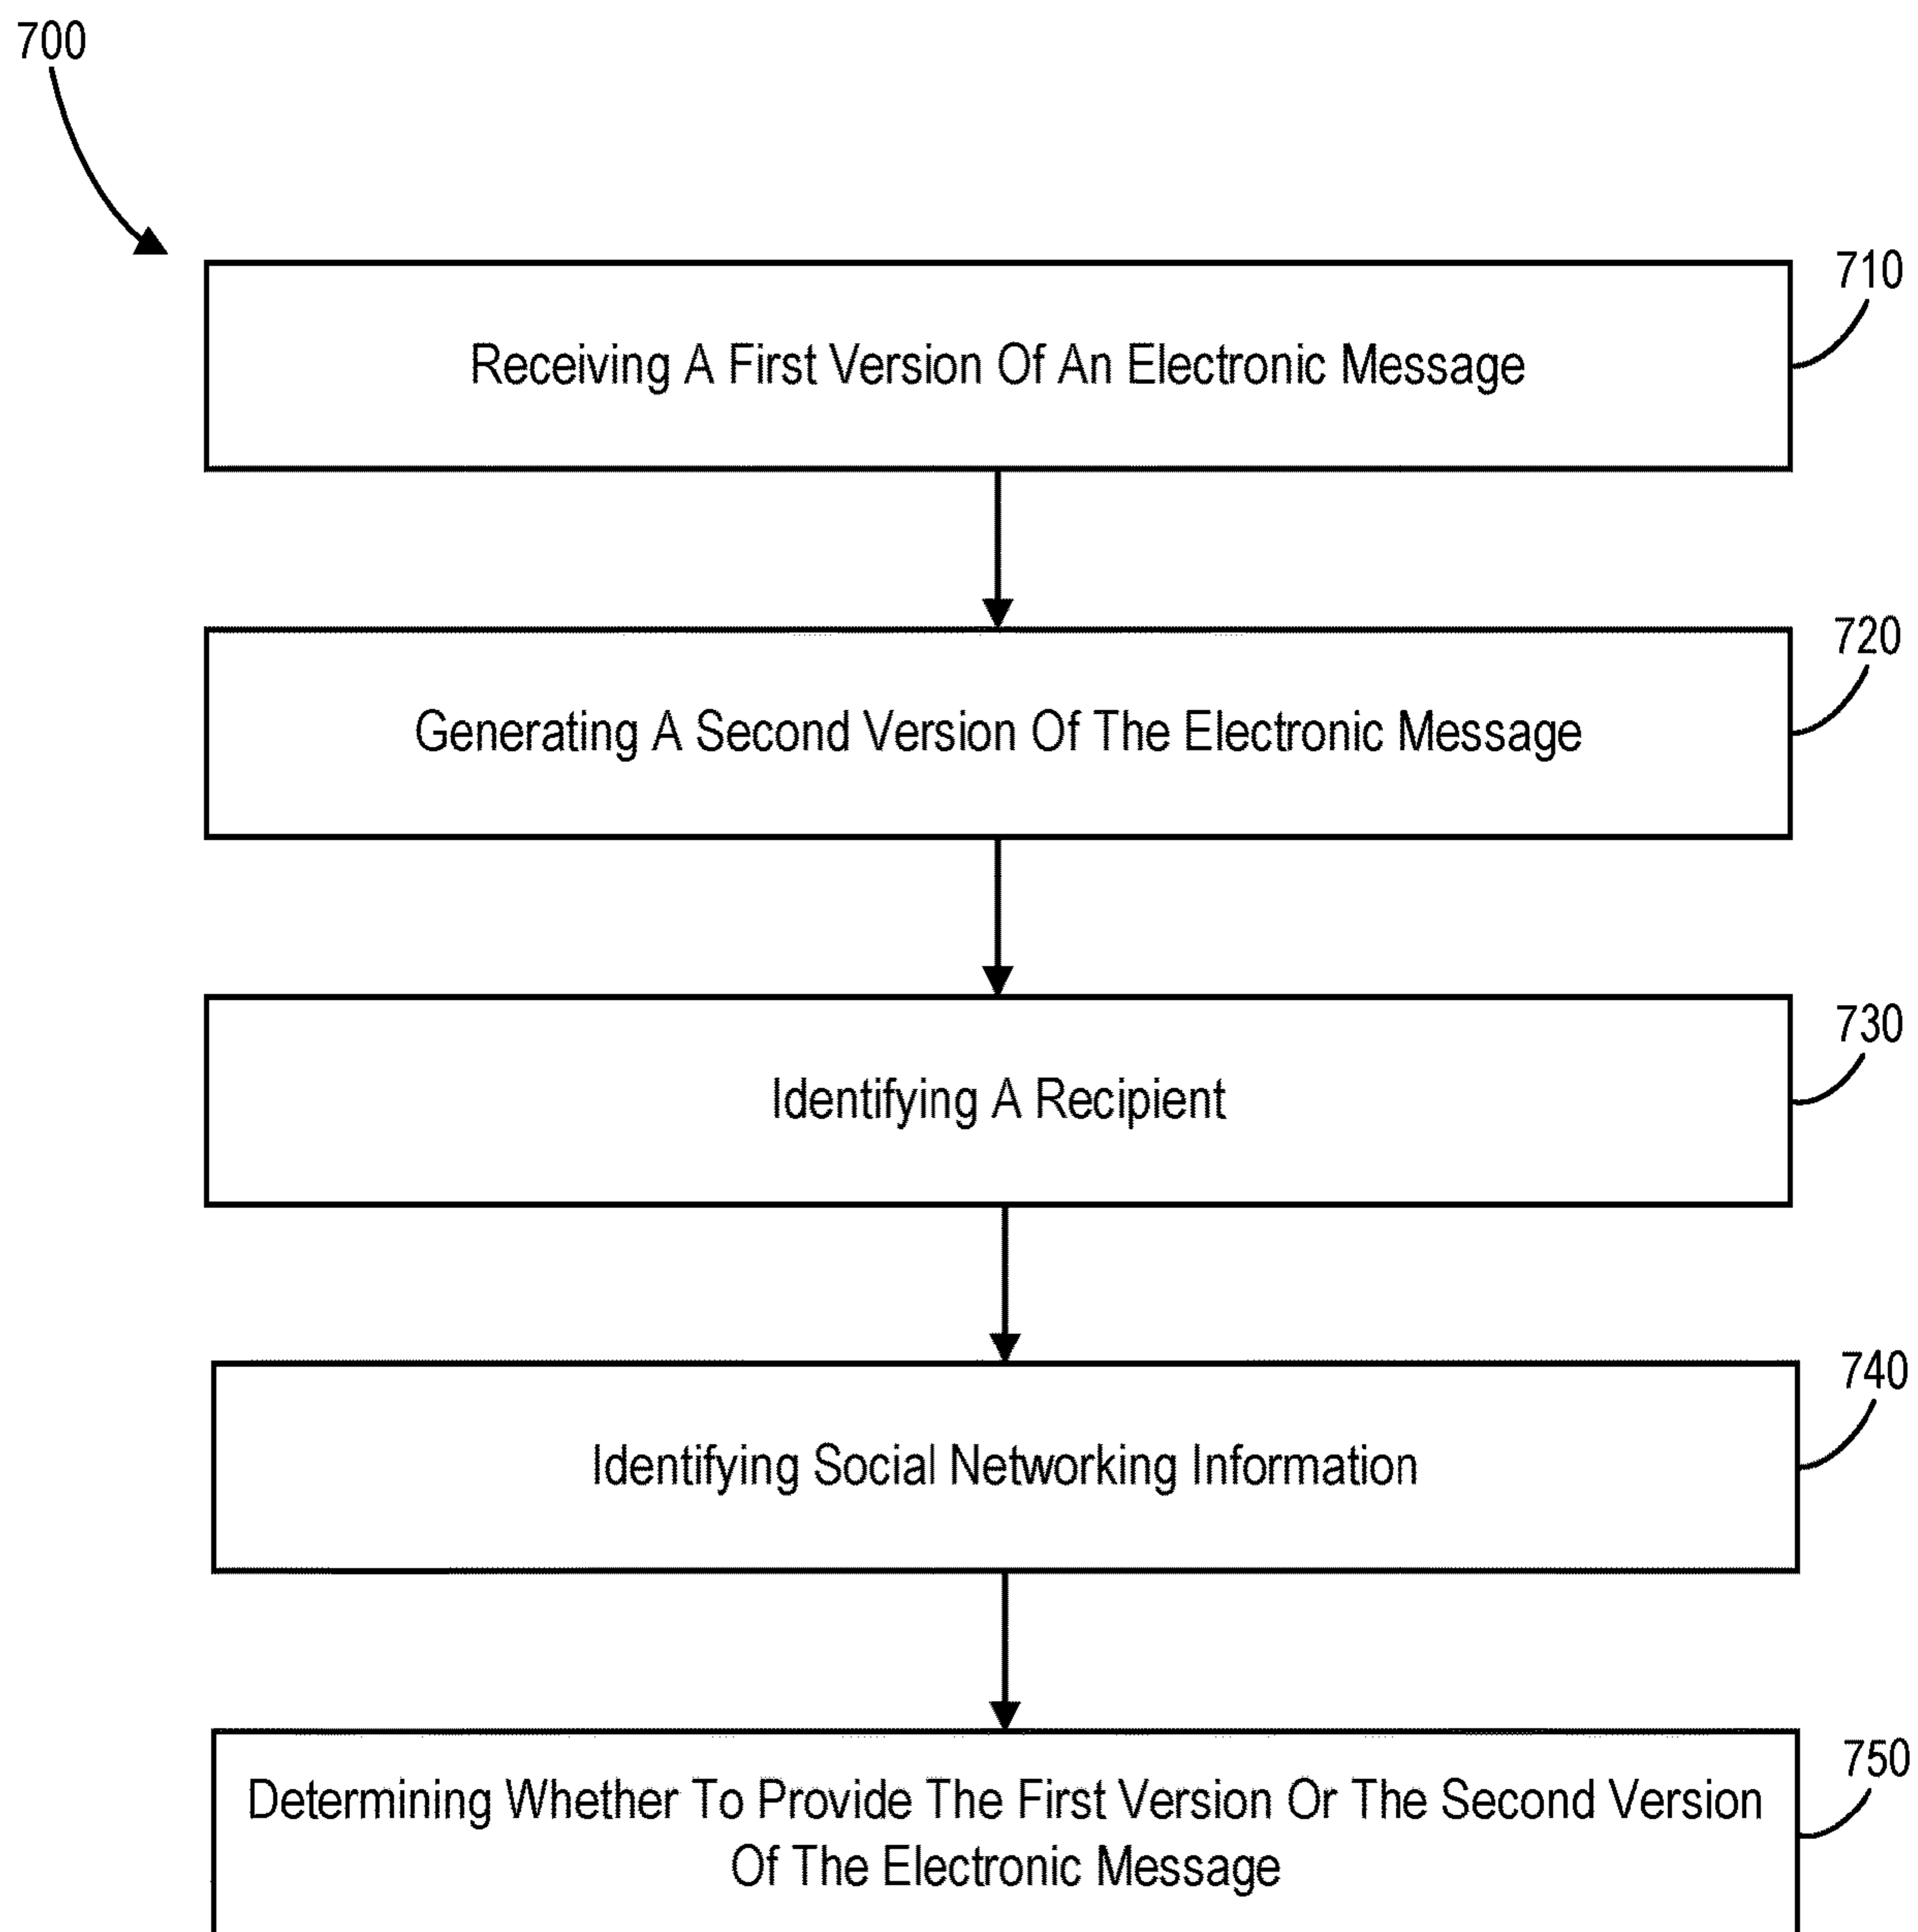 700
710
Receiving A First Version Of An Electronic Message
720
Generating A Second Version Of The Electronic Message
730
Identifying A Recipient
740
Identifying Social Networking Information
750
Determining Whether To Provide The First Version Or The Second Version
Of The Electronic Message